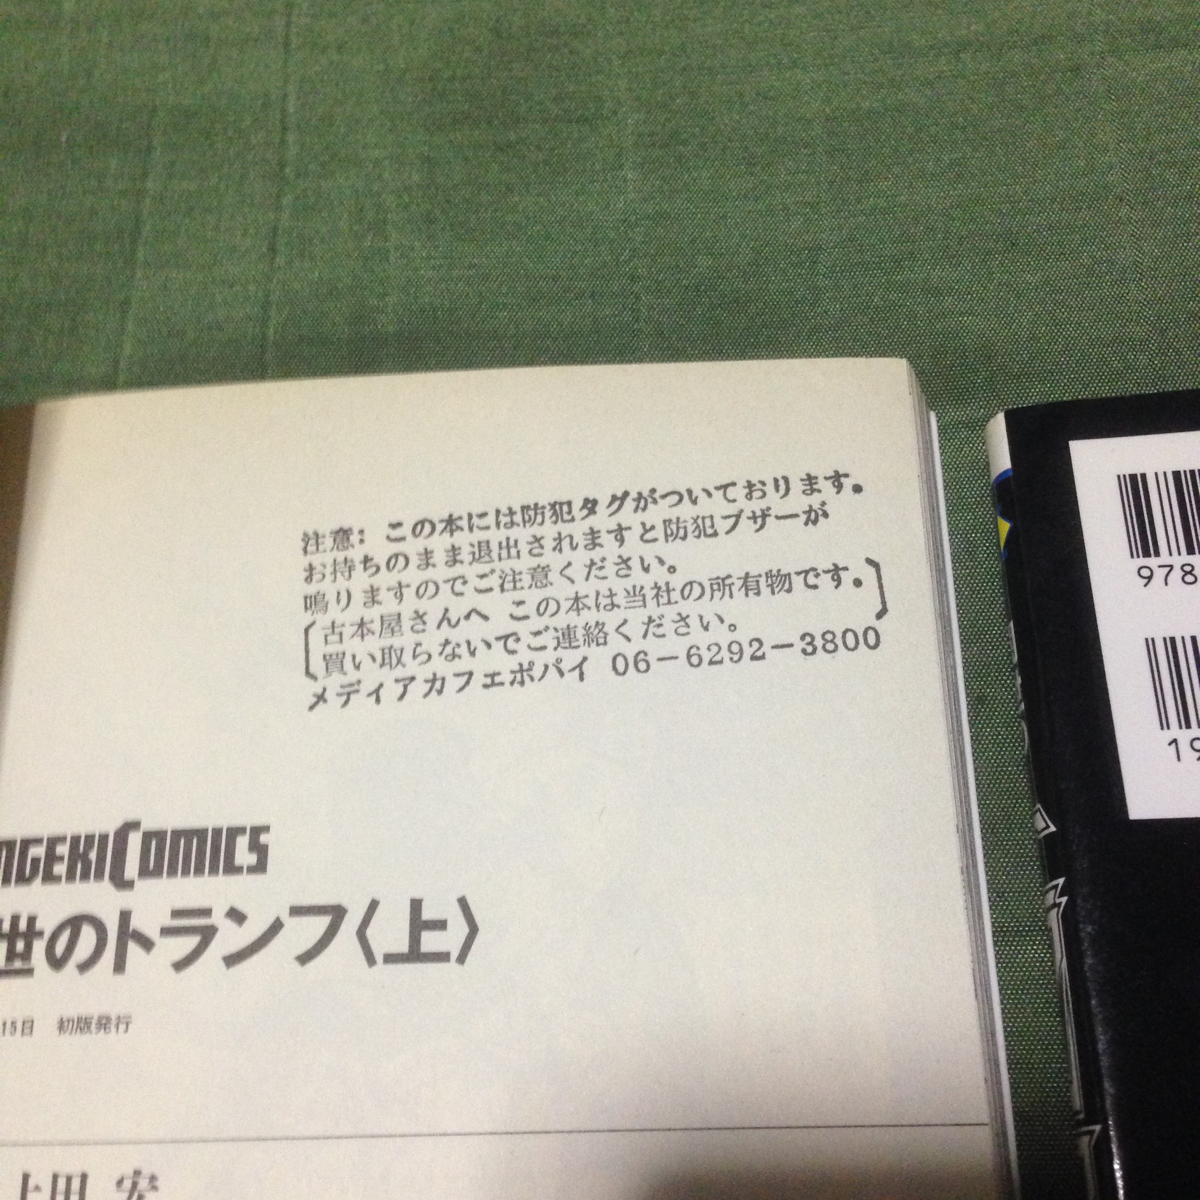 注意: この本には防犯タグがついております。
お持ちのまま退出されますと防犯ブザーが
鳴りますのでご注意ください。
古本屋さんへ この本は当社の所有物です。
買い取らないでご連絡ください。
メディアカフェポパイ 06-6292-3800
NGEKI COMICS
世のトランフ〈上〉
15日 初版発行
上田 宏
978
19